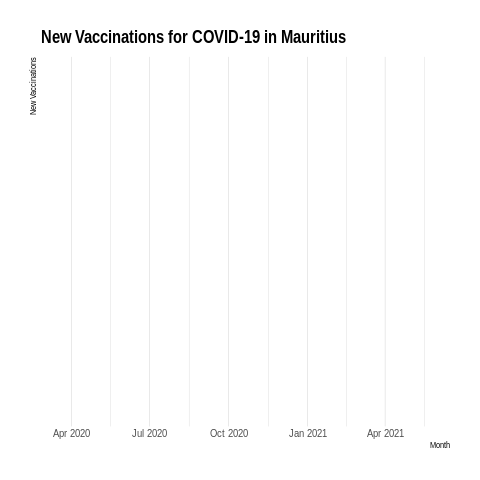 New Vaccinations for COVID-19 in Mauritius
New Vaccinations
Apr 2020 Jul 2020 Oct 2020 Jan 2021 Apr 2021
Month